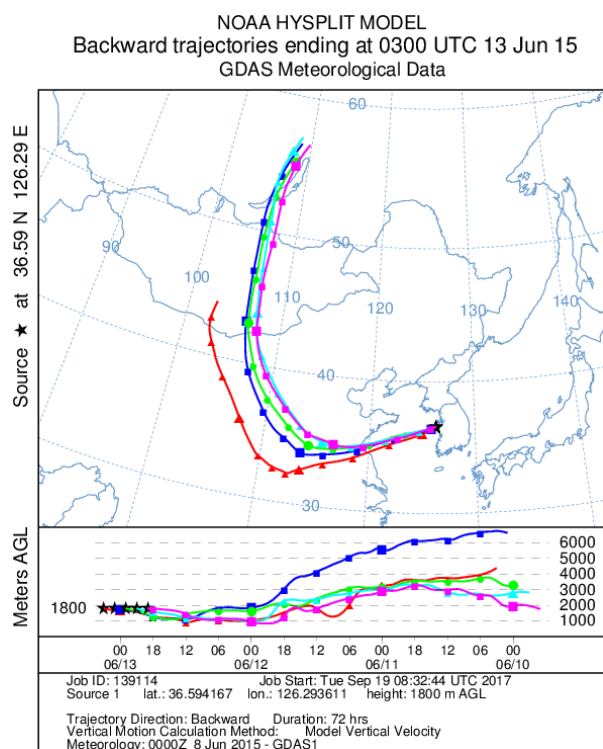 NOAA HYSPLIT MODEL
Backward trajectories ending at 0300 UTC 13 Jun 15
GDAS Meteorological Data
Source ★ at 36.59 N 126.29 E
60
90
50
100
110
120
130
140
40
30
Meters AGL
1800
6000
5000
4000
3000
2000
1000
00 18 12 06 00 18 12 06 00 18 12 06 00
06/13 06/12 06/11 06/10
Job ID: 139114 Job Start: Tue Sep 19 08:32:44 UTC 2017
Source 1 lat.: 36.594167 lon.: 126.293611 height: 1800 m AGL
Trajectory Direction: Backward Duration: 72 hrs
Vertical Motion Calculation Method: Model Vertical Velocity
Meteorology: 0000Z 8 Jun 2015 - GDAS1